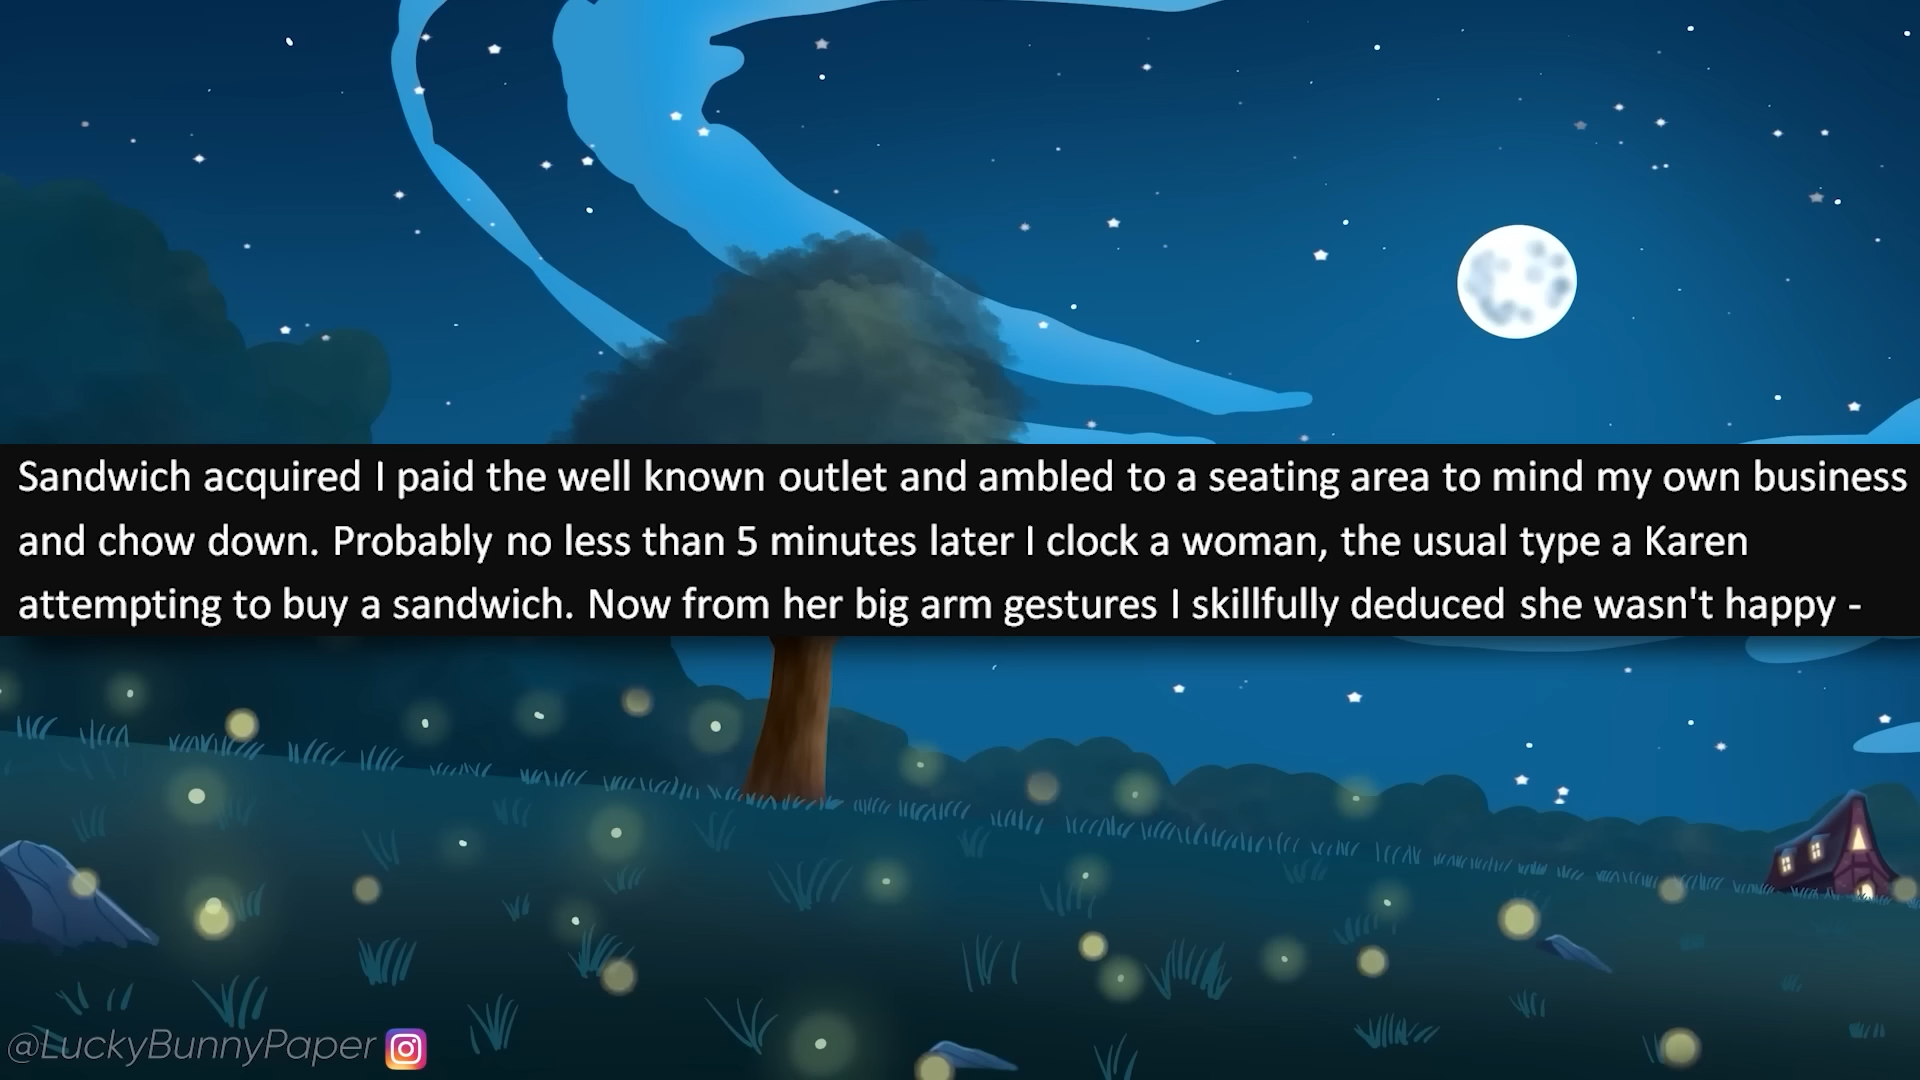 Sandwich acquired I paid the well known outlet and ambled to a seating area to mind my own business
and chow down. Probably no less than 5 minutes later I clock a woman, the usual type a Karen
attempting to buy a sandwich. Now from her big arm gestures I skillfully deduced she wasn't happy -
@LuckyBunnyPaper